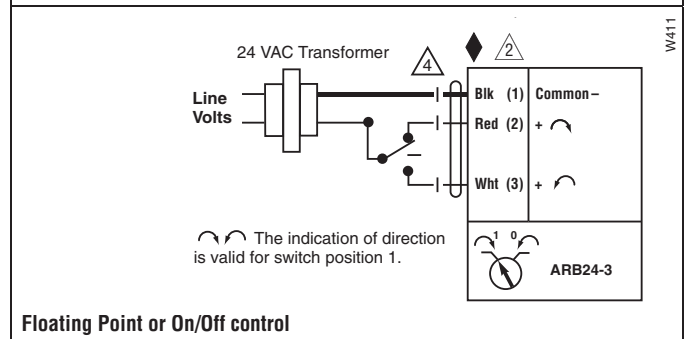 W411
24 VAC Transformer
4
2
Line
Volts
Blk (1) Common –
Red (2) +
Wht (3) +
The indication of direction
is valid for switch position 1.
1 0
ARB24-3
Floating Point or On/Off control